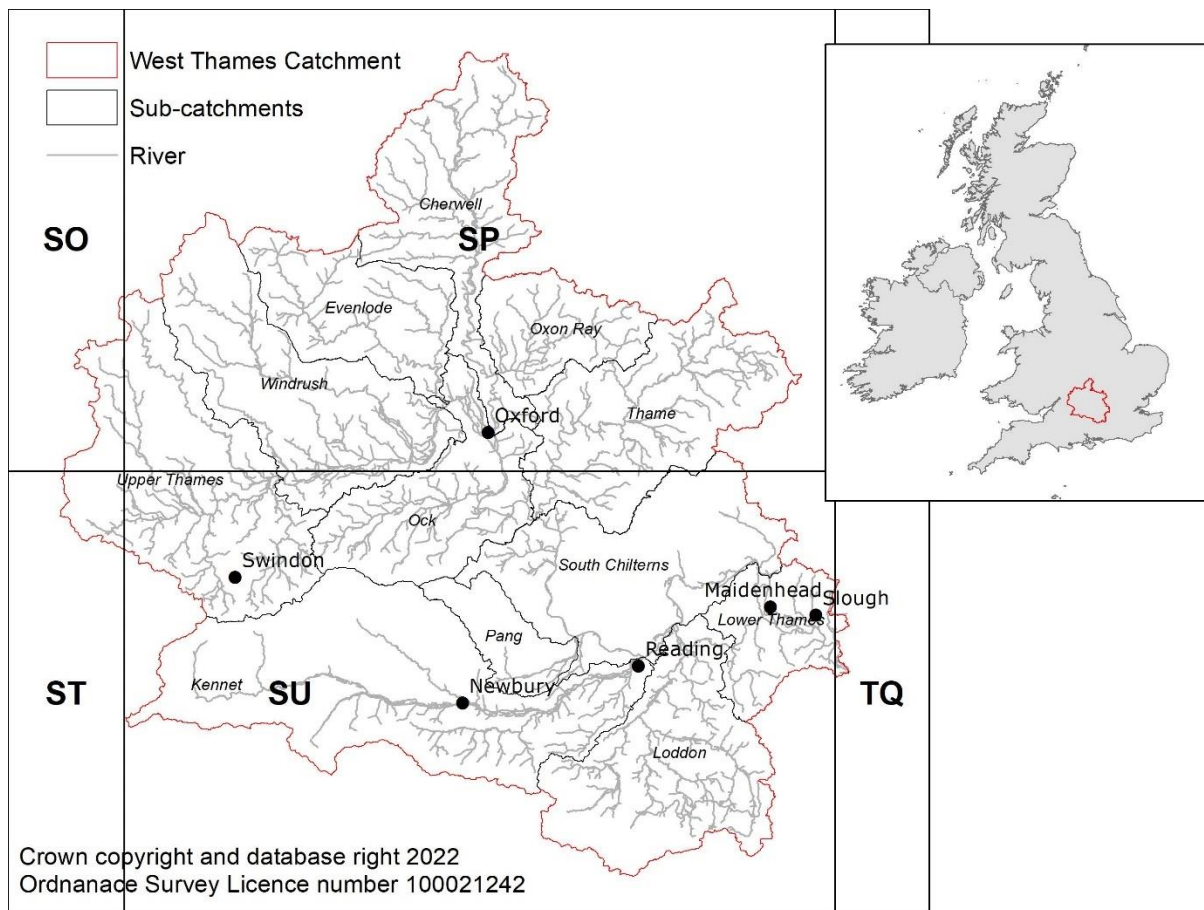 West Thames Catchment
Sub-catchments
River
Cherwell
SO
SP
Evenlode
Oxon Ray
Windrush
Thame
Oxford
Upper Thames
Ock
Swindon
South Chilterns
Maidenhead
Slough
Lower Thames
Pang
Reading
Kennet
SU
Newbury
ST
TQ
Loddon
Crown copyright and database right 2022
Ordnanace Survey Licence number 100021242